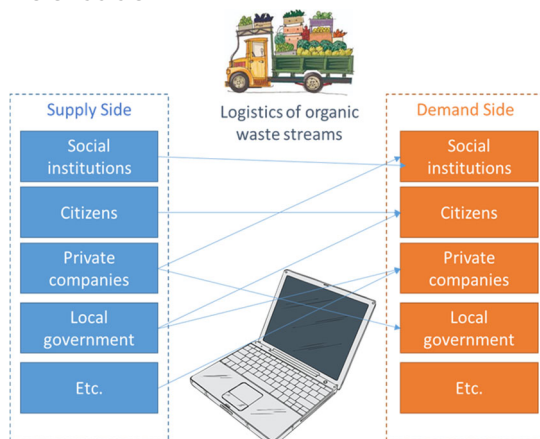 Supply Side
Logistics of organic
waste streams
Demand Side
Social
institutions
Citizens
Private
companies
Local
government
Etc.
Social
institutions
Citizens
Private
companies
Local
government
Etc.